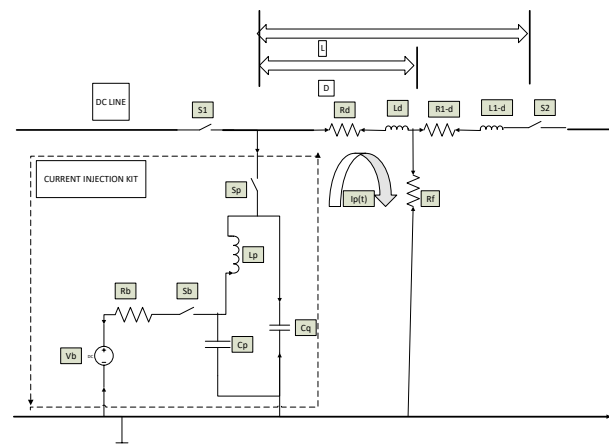 L
D
DC LINE
S1
Rd
Ld
R1-d
L1-d
S2
CURRENT INJECTION KIT
Sp
Ip(t)
Rf
Lp
Rb
Sb
Cp
Cq
Vb
DC